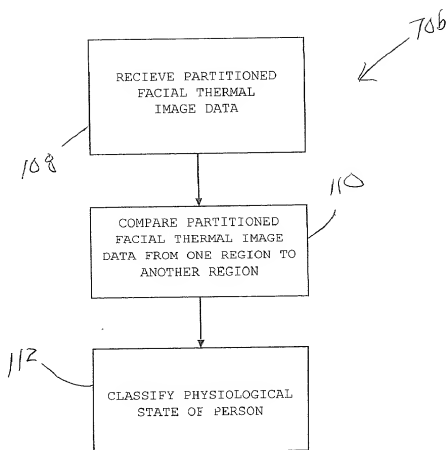 706
RECIEVE PARTITIONED
FACIAL THERMAL
IMAGE DATA
108
110
COMPARE PARTITIONED
FACIAL THERMAL IMAGE
DATA FROM ONE REGION TO
ANOTHER REGION
112
CLASSIFY PHYSIOLOGICAL
STATE OF PERSON